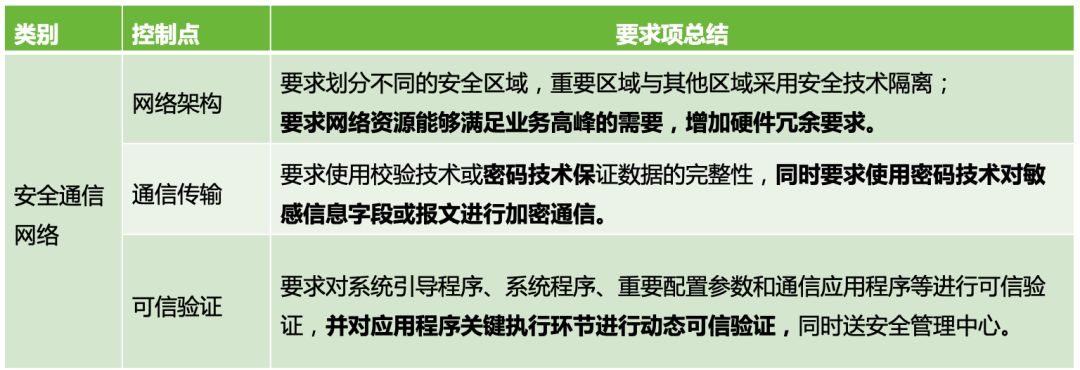 类别
控制点
要求项总结
安全通信
网络
网络架构
要求划分不同的安全区域，重要区域与其他区域采用安全技术隔离；
要求网络资源能够满足业务高峰的需要，增加硬件冗余要求。
通信传输
要求使用校验技术或密码技术保证数据的完整性，同时要求使用密码技术对敏
感信息字段或报文进行加密通信。
可信验证
要求对系统引导程序、系统程序、重要配置参数和通信应用程序等进行可信验
证，并对应用程序关键执行环节进行动态可信验证，同时送安全管理中心。